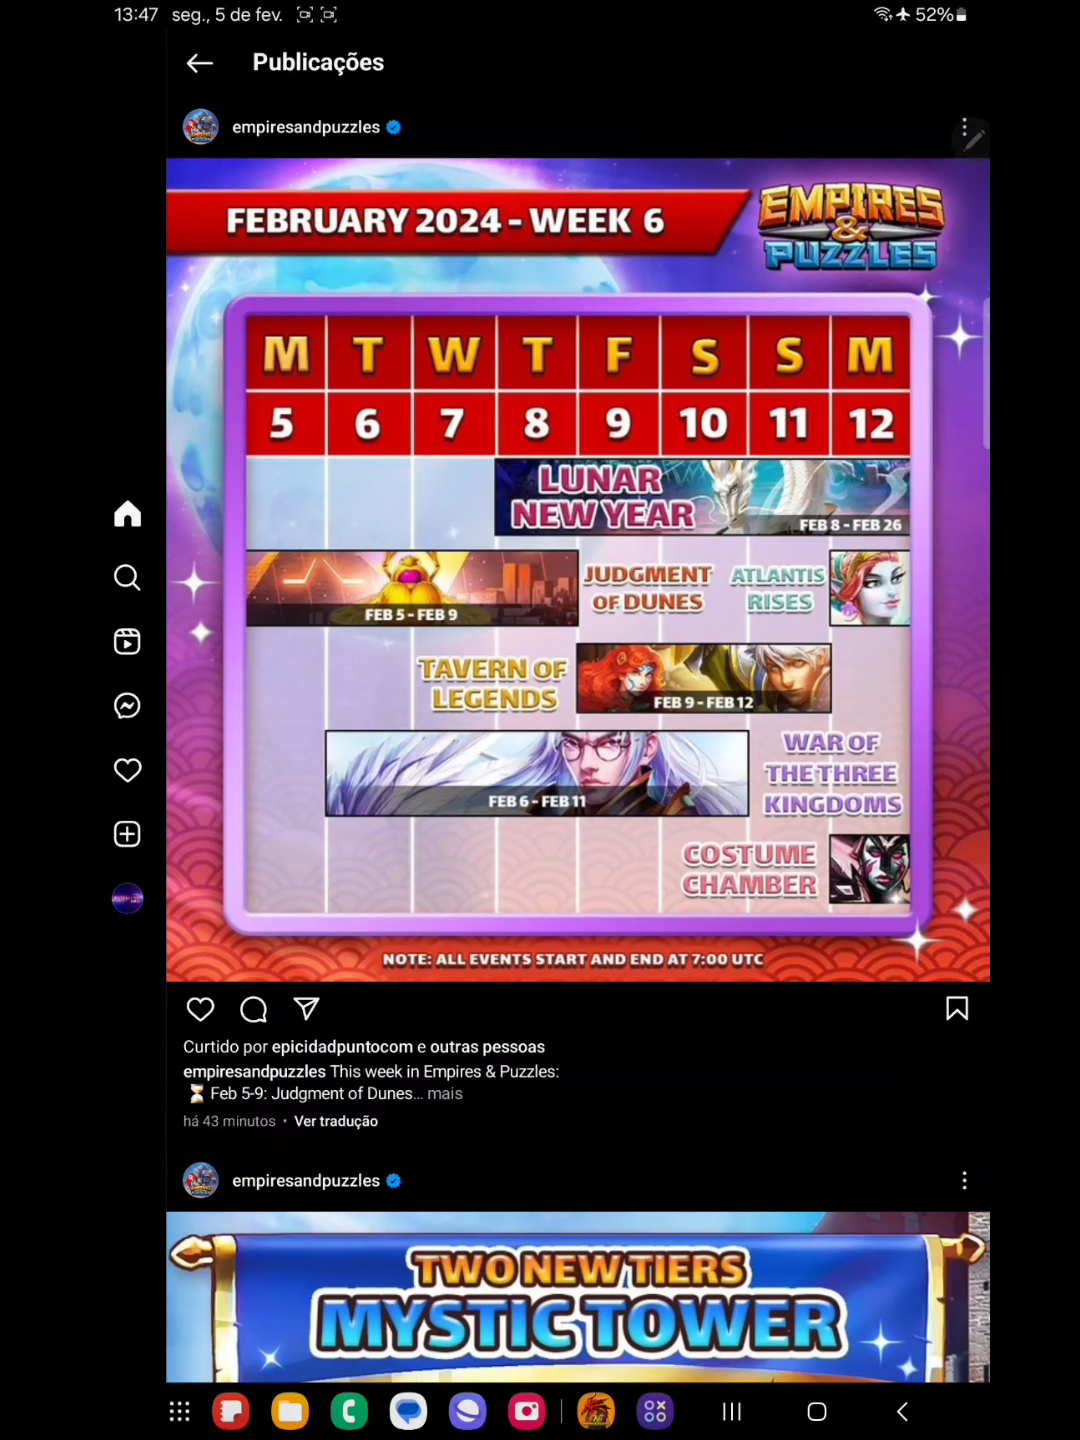 13:47 seg., 5 de fev. 52%
Publicações
empiresandpuzzles
FEBRUARY 2024 - WEEK 6
EMPIRES
&
PUZZLES
M T W T F S S M
5 6 7 8 9 10 11 12
LUNAR
NEW YEAR
FEB 8 - FEB 26
FEB 5 - FEB 9
JUDGMENT
OF DUNES
ATLANTIS
RISES
TAVERN OF
LEGENDS
FEB 9 - FEB 12
FEB 6 - FEB 11
WAR OF
THE THREE
KINGDOMS
COSTUME
CHAMBER
NOTE: ALL EVENTS START AND END AT 7:00 UTC
Curtido por epicidadpuntocom e outras pessoas
empiresandpuzzles This week in Empires & Puzzles:
⏳ Feb 5-9: Judgment of Dunes... mais
há 43 minutos • Ver tradução
empiresandpuzzles
TWO NEW TIERS
MYSTIC TOWER